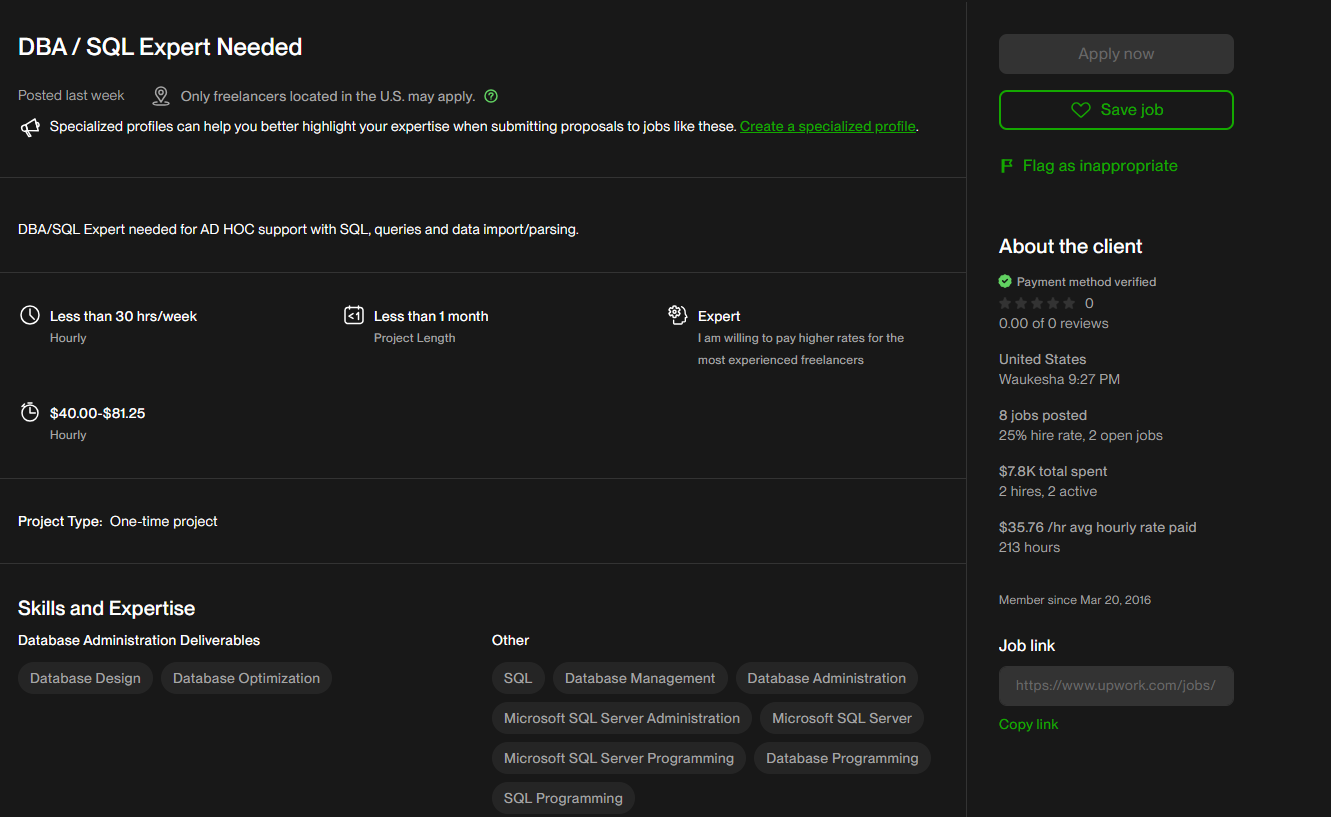 DBA / SQL Expert Needed
Posted last week
Only freelancers located in the U.S. may apply. ?
Specialized profiles can help you better highlight your expertise when submitting proposals to jobs like these. Create a specialized profile.
DBA/SQL Expert needed for AD HOC support with SQL, queries and data import/parsing.
Less than 30 hrs/week
Hourly
<1
Less than 1 month
Project Length
Expert
I am willing to pay higher rates for the
most experienced freelancers
$40.00-$81.25
Hourly
Project Type: One-time project
Skills and Expertise
Database Administration Deliverables
Database Design
Database Optimization
Other
SQL
Database Management
Database Administration
Microsoft SQL Server Administration
Microsoft SQL Server
Microsoft SQL Server Programming
Database Programming
SQL Programming
Apply now
Save job
Flag as inappropriate
About the client
Payment method verified
0
0.00 of 0 reviews
United States
Waukesha 9:27 PM
8 jobs posted
25% hire rate, 2 open jobs
$7.8K total spent
2 hires, 2 active
$35.76 /hr avg hourly rate paid
213 hours
Member since Mar 20, 2016
Job link
https://www.upwork.com/jobs/
Copy link